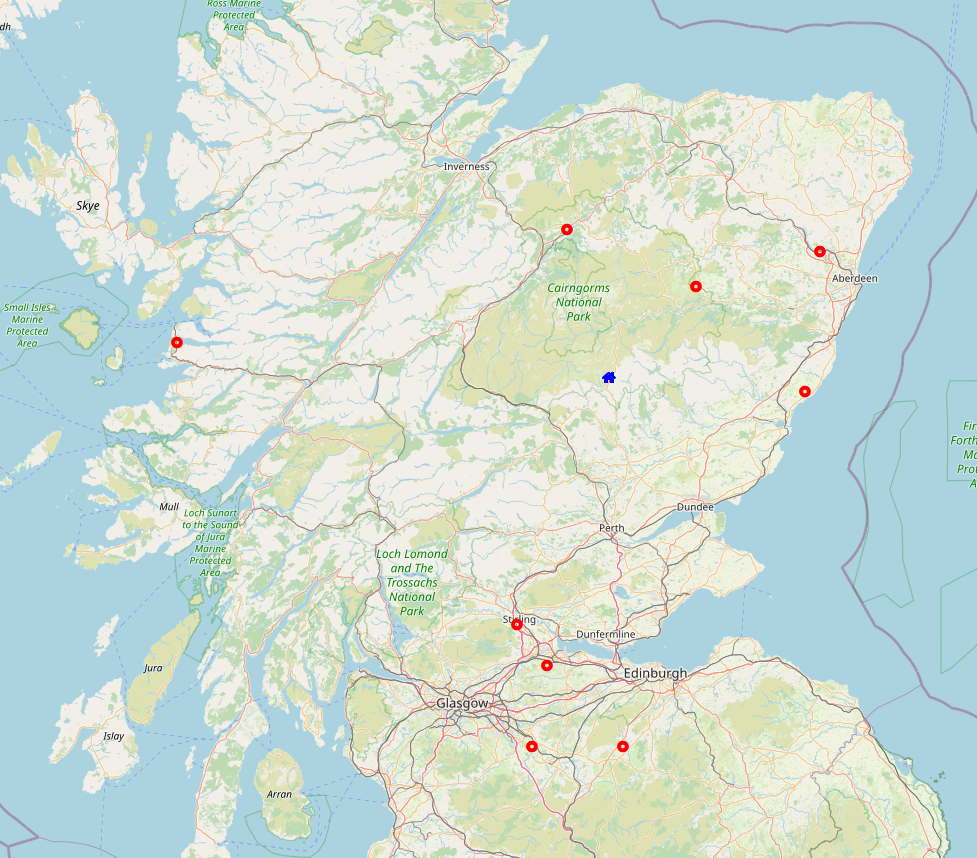 Ross Marine
Protected
Area
dh
Inverness
Skye
Aberdeen
Cairngorms
National
Park
Small Isles
Marine
Protected
Area
Fir
Forth
Ma
Pro
A
Mull
Loch Sunart
to the Sound
of Jura
Marine
Protected
Area
Dundee
Perth
Loch Lomond
and The
Trossachs
National
Park
Stirling
Dunfermline
Edinburgh
Jura
Glasgow
Islay
Arran